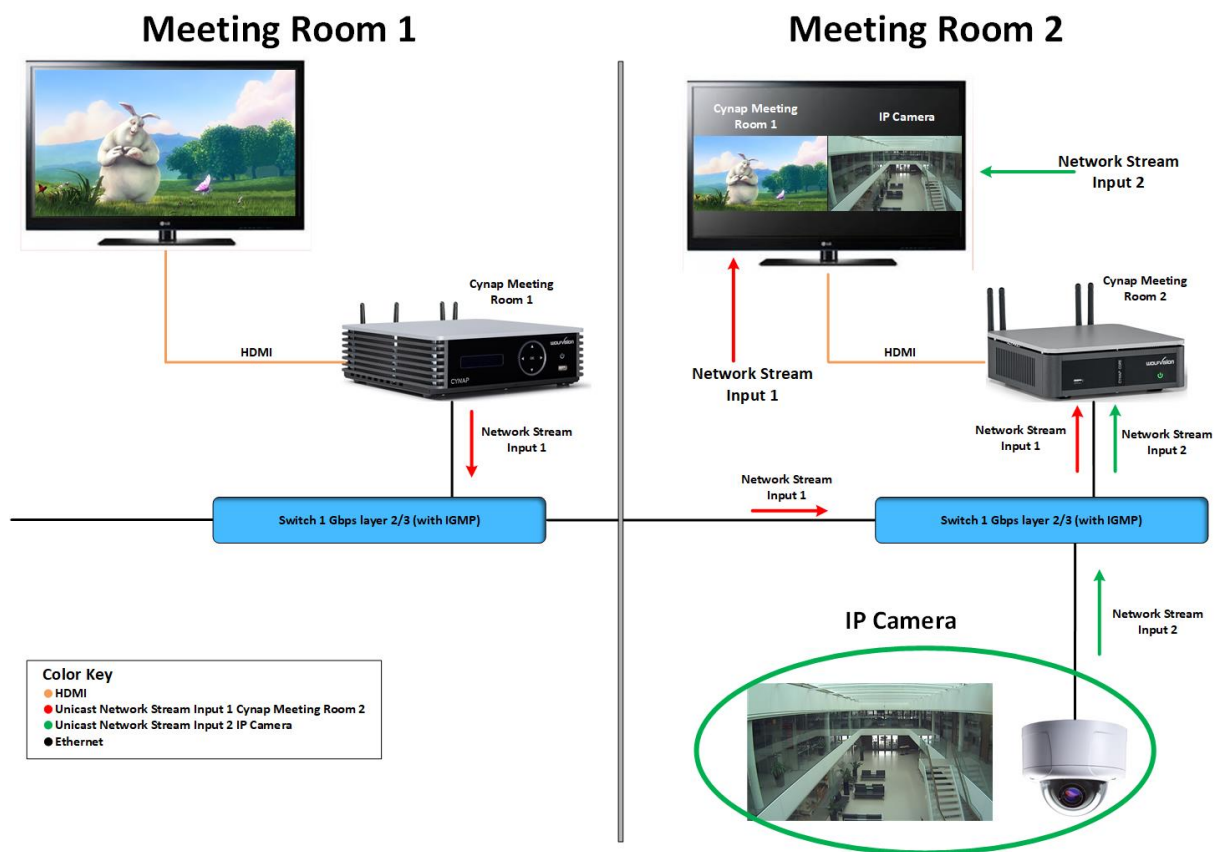 Meeting Room 1
Meeting Room 2
Cynap Meeting
Room 1
IP Camera
Network Stream
Input 2
Cynap Meeting
Room 1
Cynap Meeting
Room 2
HDMI
HDMI
wolfvision
CYNAP
wolfvision
Network Stream
Input 1
Network Stream
Input 1
Network Stream
Input 1
Network Stream
Input 2
Network Stream
Input 1
Switch 1 Gbps layer 2/3 (with IGMP)
Switch 1 Gbps layer 2/3 (with IGMP)
Network Stream
Input 2
IP Camera
Color Key
HDMI
Unicast Network Stream Input 1 Cynap Meeting Room 2
Unicast Network Stream Input 2 IP Camera
Ethernet